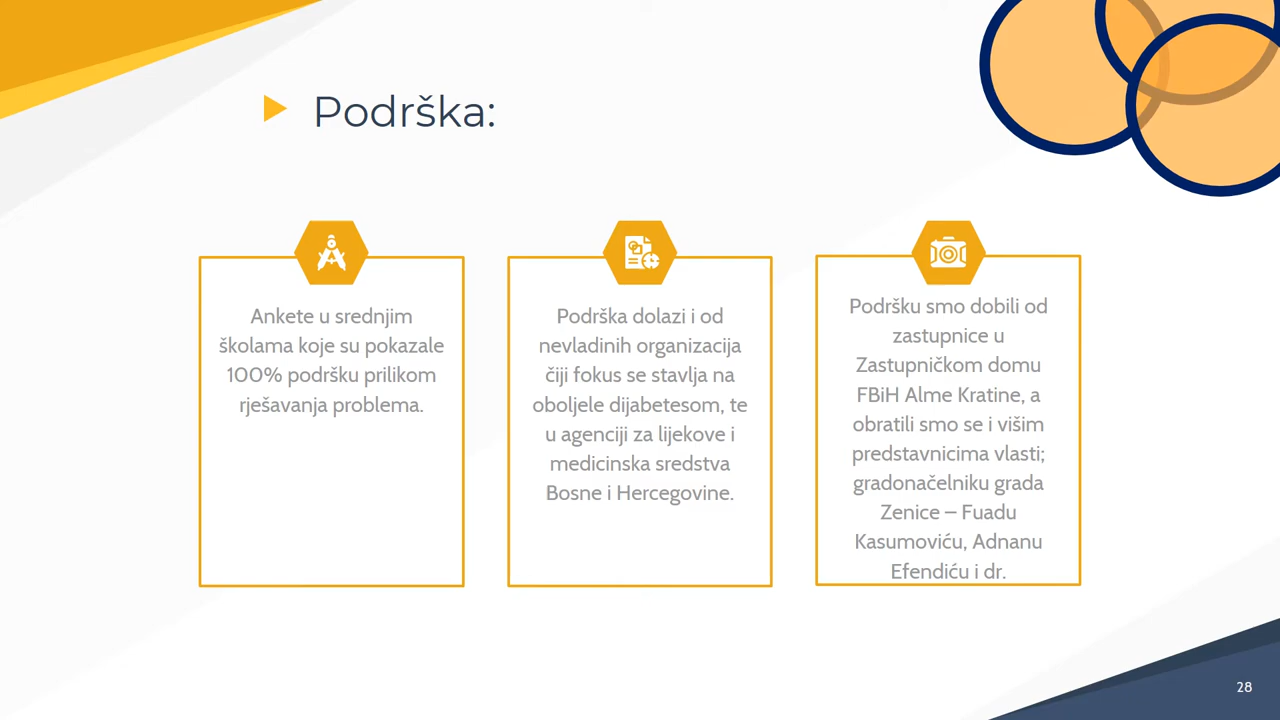 Podrška:
Ankete u srednjim
školama koje su pokazale
100% podršku prilikom
rješavanja problema.
Podrška dolazi i od
nevladinih organizacija
čiji fokus se stavlja na
oboljele dijabetesom, te
u agenciji za lijekove i
medicinska sredstva
Bosne i Hercegovine.
Podršku smo dobili od
zastupnice u
Zastupničkom domu
FBiH Alme Kratine, a
obratili smo se i višim
predstavnicima vlasti;
gradonačelniku grada
Zenice – Fuadu
Kasumoviću, Adnanu
Efendiću i dr.
28